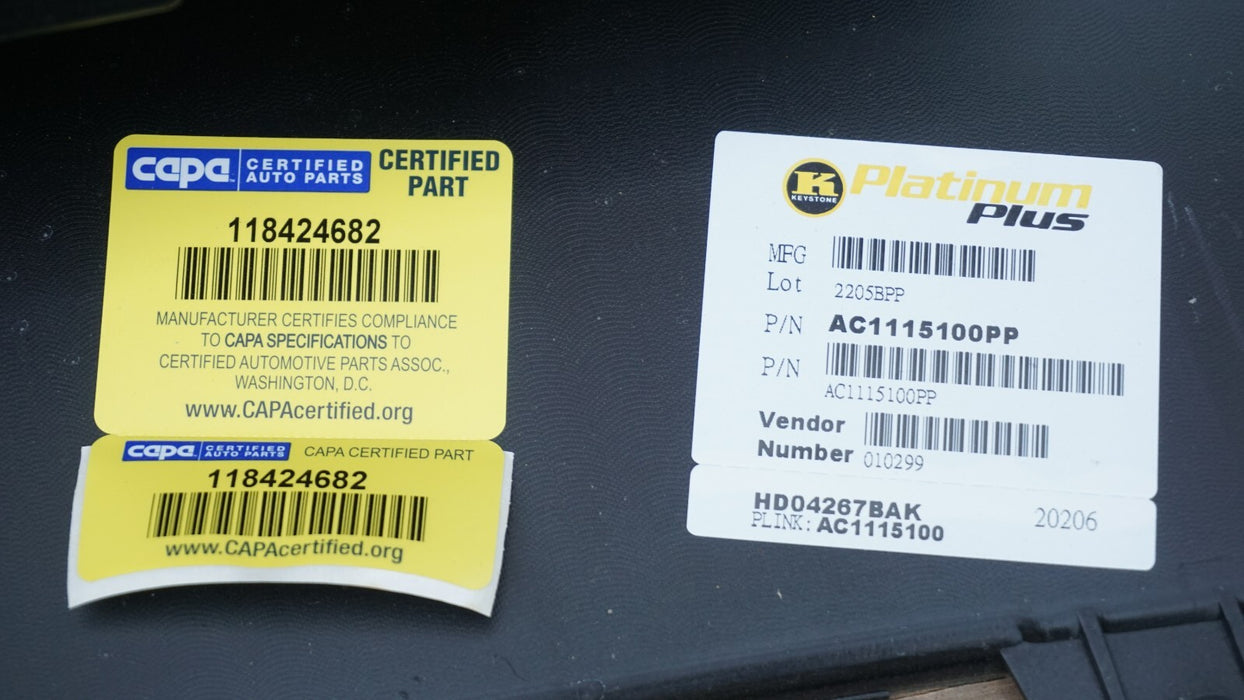 capa CERTIFIED AUTO PARTS
CERTIFIED PART
118424682
MANUFACTURER CERTIFIES COMPLIANCE
TO CAPA SPECIFICATIONS TO
CERTIFIED AUTOMOTIVE PARTS ASSOC.,
WASHINGTON, D.C.
www.CAPAcertified.org
capa CERTIFIED AUTO PARTS CAPA CERTIFIED PART
118424682
www.CAPAcertified.org
K KEYSTONE Platinum
Plus
MFG
Lot 2205BPP
P/N AC1115100PP
P/N
AC1115100PP
Vendor
Number 010299
HD04267BAK 20206
PLINK: AC1115100